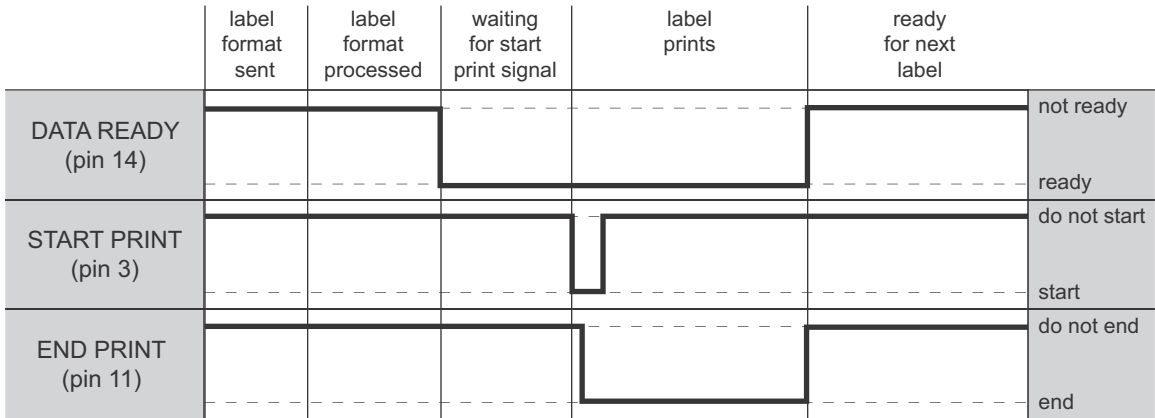 label
format
sent
label
format
processed
waiting
for start
print signal
label
prints
ready
for next
label
DATA READY
(pin 14)
not ready
ready
START PRINT
(pin 3)
do not start
start
END PRINT
(pin 11)
do not end
end